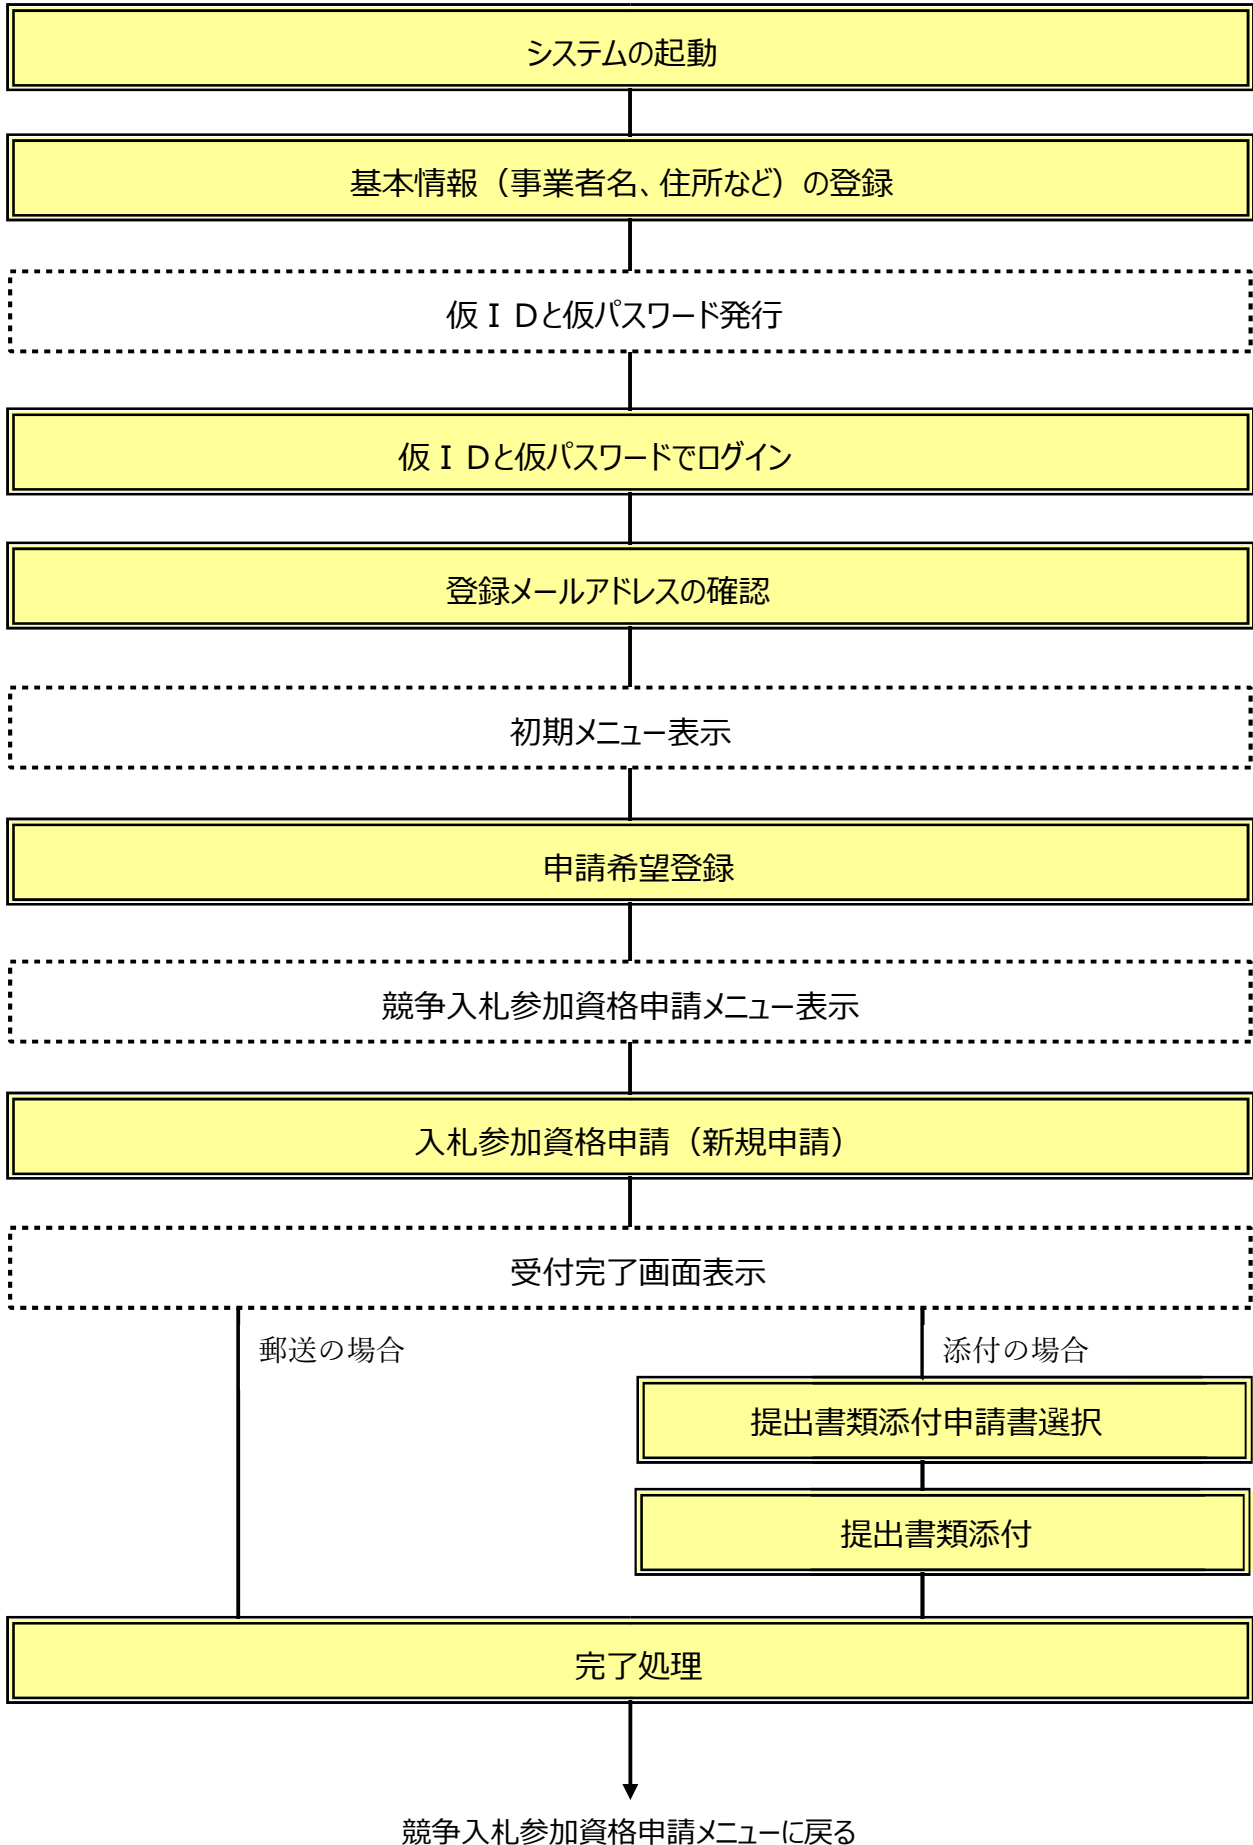 システムの起動
基本情報（事業者名、住所など）の登録
仮ＩＤと仮パスワード発行
仮ＩＤと仮パスワードでログイン
登録メールアドレスの確認
初期メニュー表示
申請希望登録
競争入札参加資格申請メニュー表示
入札参加資格申請（新規申請）
受付完了画面表示
郵送の場合
添付の場合
提出書類添付申請書選択
提出書類添付
完了処理
競争入札参加資格申請メニューに戻る